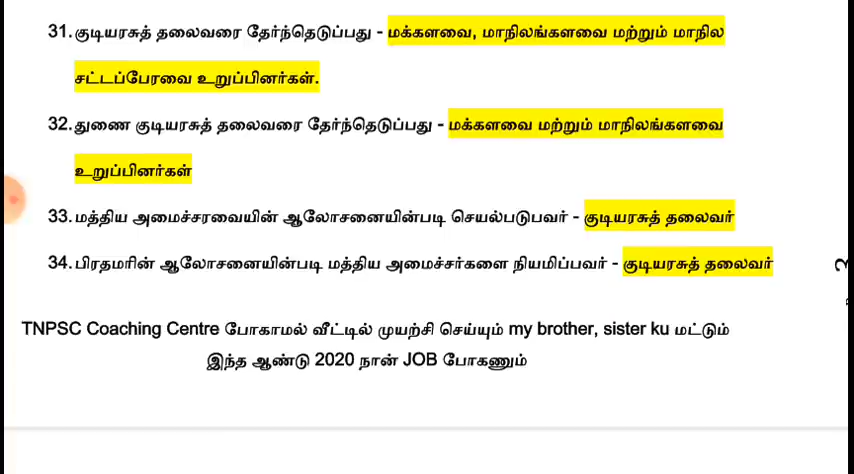 31. குடியரசுத் தலைவரை தேர்ந்தெடுப்பது - மக்களவை, மாநிலங்களவை மற்றும் மாநில
சட்டப்பேரவை உறுப்பினர்கள்.
32. துணை குடியரசுத் தலைவரை தேர்ந்தெடுப்பது - மக்களவை மற்றும் மாநிலங்களவை
உறுப்பினர்கள்
33. மத்திய அமைச்சரவையின் ஆலோசனையின்படி செயல்படுபவர் - குடியரசுத் தலைவர்
34. பிரதமரின் ஆலோசனையின்படி மத்திய அமைச்சர்களை நியமிப்பவர் - குடியரசுத் தலைவர்
TNPSC Coaching Centre போகாமல் வீட்டில் முயற்சி செய்யும் my brother, sister ku மட்டும்
இந்த ஆண்டு 2020 நான் JOB போகணும்